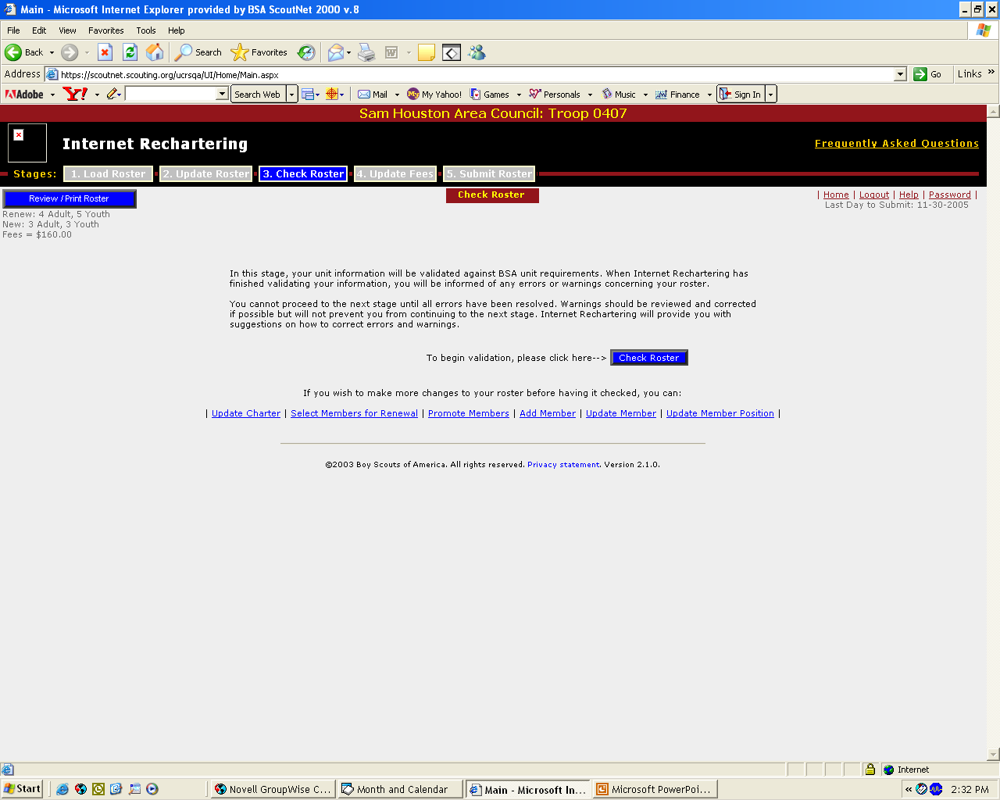 Main - Microsoft Internet Explorer provided by BSA ScoutNet 2000 v.8
File Edit View Favorites Tools Help
Back Search Favorites
Address https://scoutnet.scouting.org/ucrsqa/UI/Home/Main.aspx Go Links »
Adobe Y! Search Web Mail My Yahoo! Games Personals Music Finance Sign In
Sam Houston Area Council: Troop 0407
Internet Rechartering
Frequently Asked Questions
Stages: 1. Load Roster 2. Update Roster 3. Check Roster 4. Update Fees 5. Submit Roster
Review / Print Roster
Check Roster
| Home | Logout | Help | Password |
Last Day to Submit: 11-30-2005
Renew: 4 Adult, 5 Youth
New: 3 Adult, 3 Youth
Fees = $160.00
In this stage, your unit information will be validated against BSA unit requirements. When Internet Rechartering has
finished validating your information, you will be informed of any errors or warnings concerning your roster.
You cannot proceed to the next stage until all errors have been resolved. Warnings should be reviewed and corrected
if possible but will not prevent you from continuing to the next stage. Internet Rechartering will provide you with
suggestions on how to correct errors and warnings.
To begin validation, please click here--> Check Roster
If you wish to make more changes to your roster before having it checked, you can:
| Update Charter | Select Members for Renewal | Promote Members | Add Member | Update Member | Update Member Position |
©2003 Boy Scouts of America. All rights reserved. Privacy statement. Version 2.1.0.
Internet
Start Novell GroupWise C... Month and Calendar Main - Microsoft In... Microsoft PowerPoi... « 2:32 PM